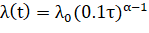 λ(t) = λ₀(0.1τ)ᵅ⁻¹